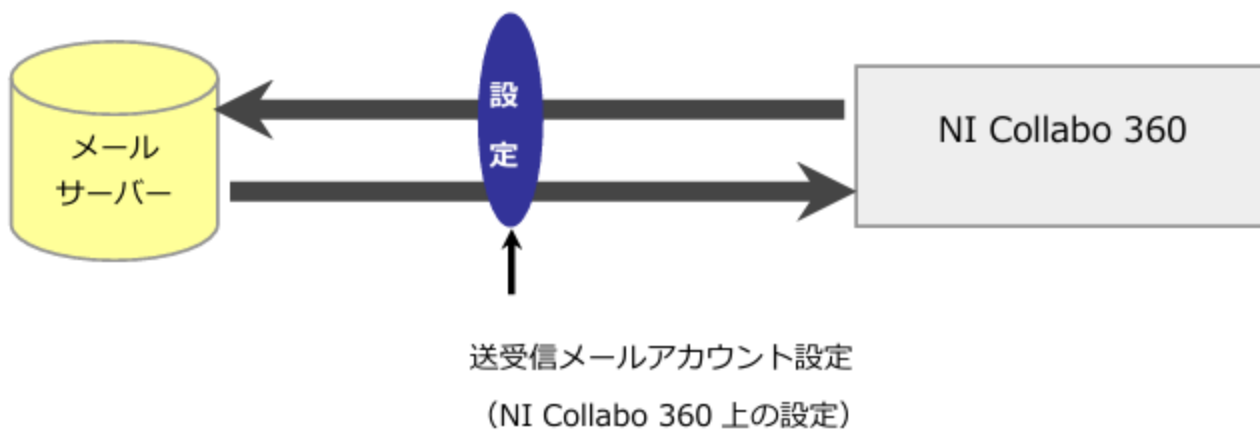 設
定
メール
サーバー
NI Collabo 360
送受信メールアカウント設定
（NI Collabo 360 上の設定）